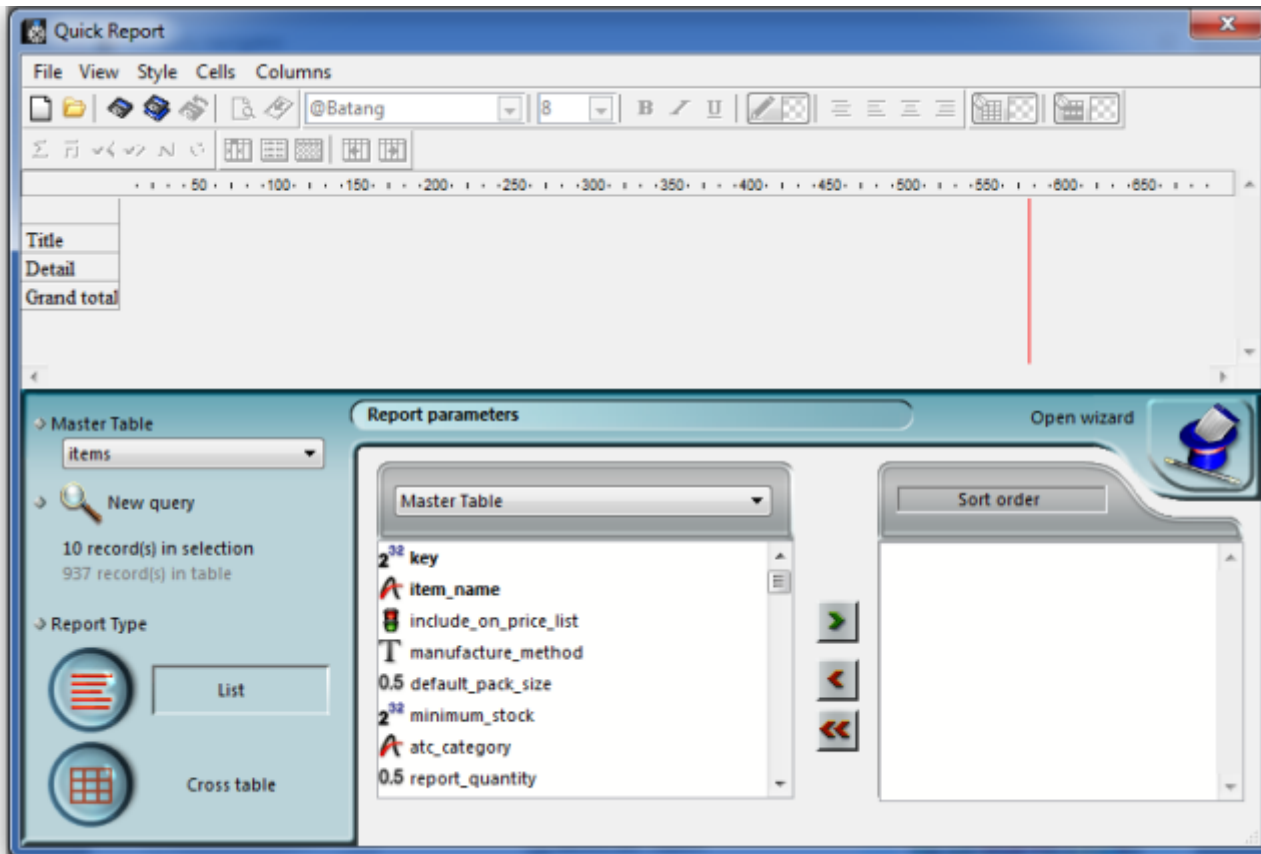 Quick Report
File View Style Cells Columns
@Batang 8 B I U
50 100 150 200 250 300 350 400 450 500 550 600 650
Title
Detail
Grand total
Master Table
items
New query
10 record(s) in selection
937 record(s) in table
Report Type
List
Cross table
Report parameters
Open wizard
Master Table
2³² key
A item_name
include_on_price_list
T manufacture_method
0.5 default_pack_size
2³² minimum_stock
A atc_category
0.5 report_quantity
Sort order